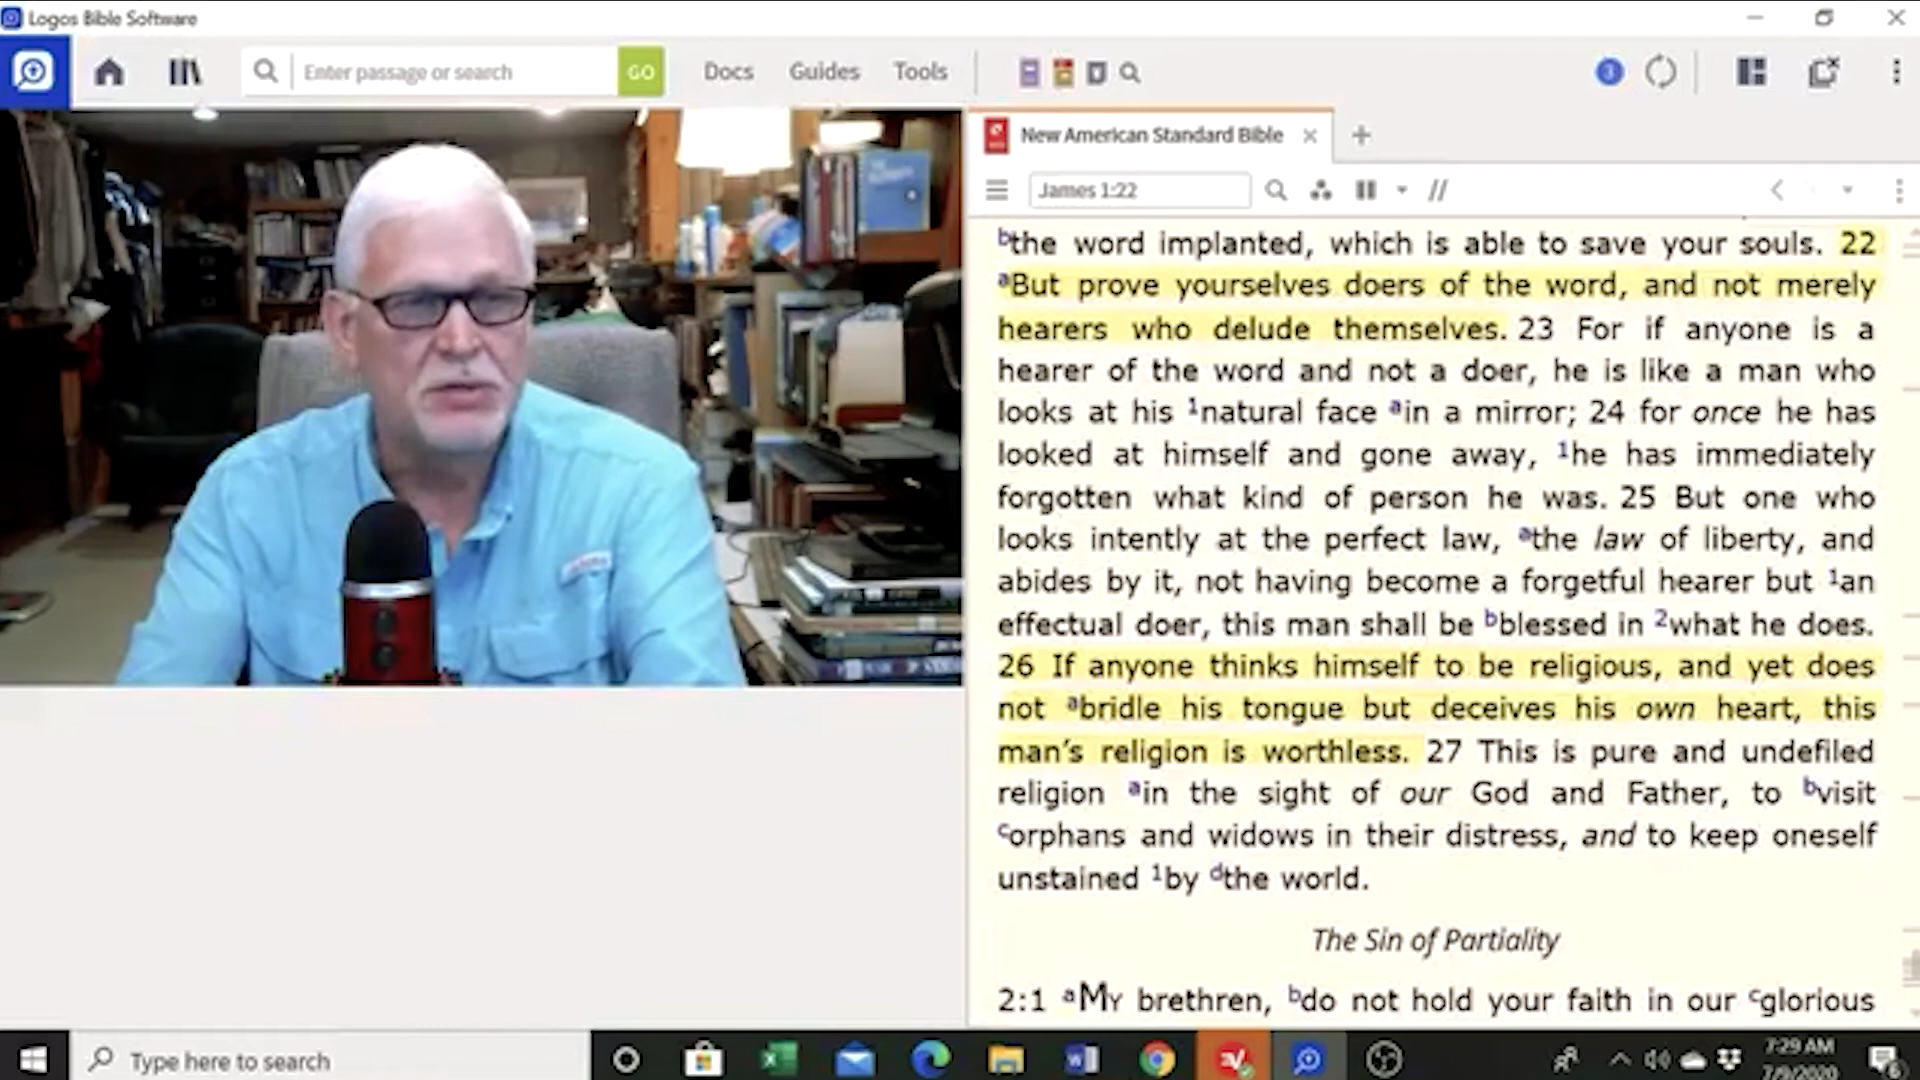 Logos Bible Software
Enter passage or search
GO
Docs
Guides
Tools
New American Standard Bible
James 1:22
bthe word implanted, which is able to save your souls. 22
aBut prove yourselves doers of the word, and not merely
hearers who delude themselves. 23 For if anyone is a
hearer of the word and not a doer, he is like a man who
looks at his 1natural face ain a mirror; 24 for once he has
looked at himself and gone away, 1he has immediately
forgotten what kind of person he was. 25 But one who
looks intently at the perfect law, athe law of liberty, and
abides by it, not having become a forgetful hearer but 1an
effectual doer, this man shall be bblessed in 2what he does.
26 If anyone thinks himself to be religious, and yet does
not abridle his tongue but deceives his own heart, this
man's religion is worthless. 27 This is pure and undefiled
religion ain the sight of our God and Father, to bvisit
corphans and widows in their distress, and to keep oneself
unstained 1by dthe world.
The Sin of Partiality
2:1 aMY brethren, bdo not hold your faith in our cglorious
Type here to search
7:29 AM
7/9/2020